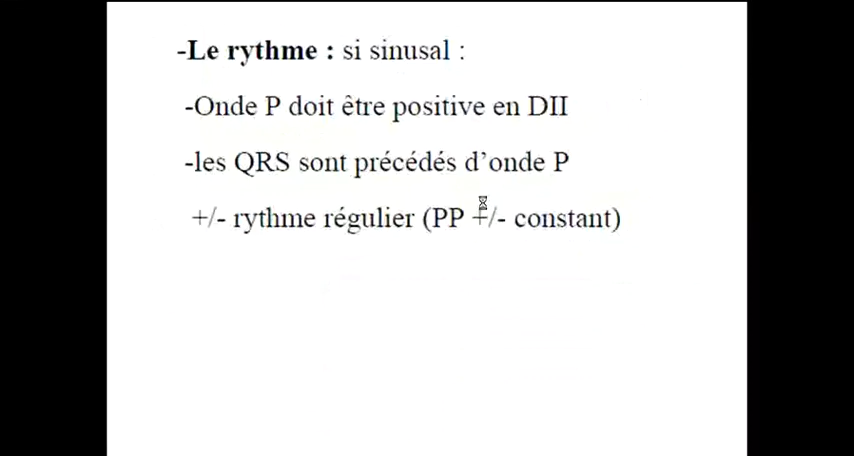 -Le rythme : si sinusal :
-Onde P doit être positive en DII
-les QRS sont précédés d’onde P
+/- rythme régulier (PP +/- constant)